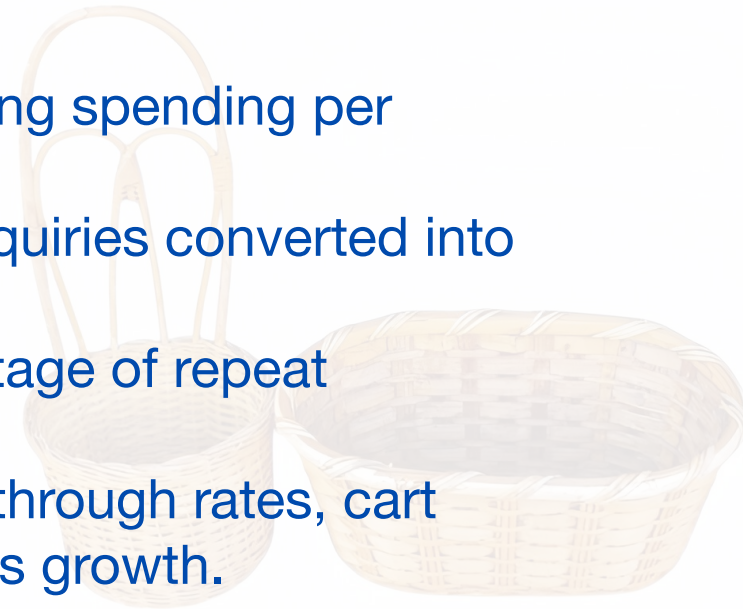 ng spending per
quiries converted into
tage of repeat
through rates, cart
s growth.